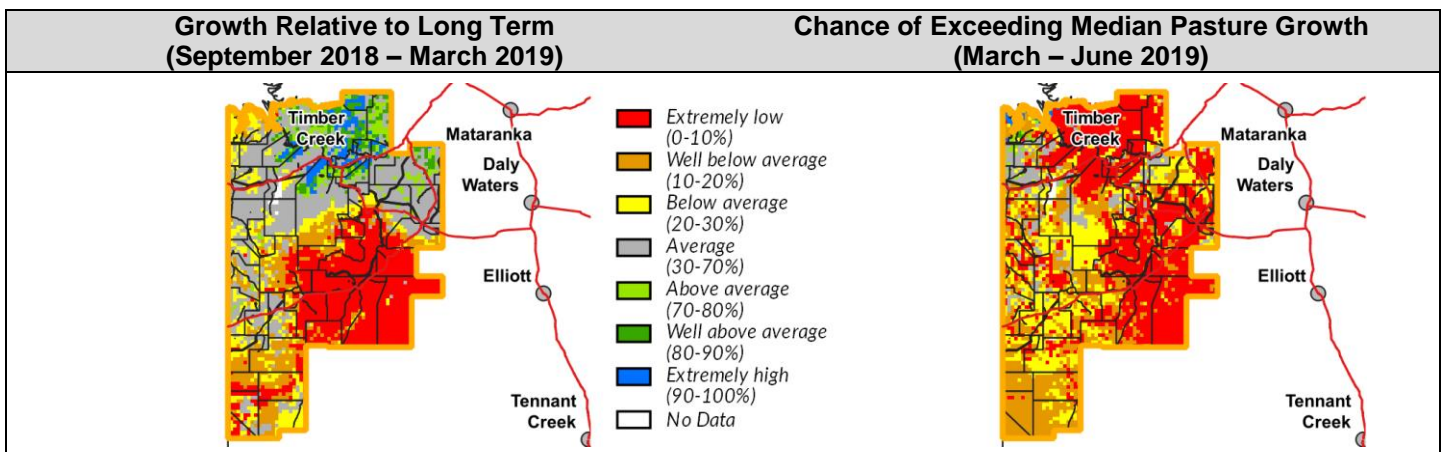 Growth Relative to Long Term
(September 2018 – March 2019)
Chance of Exceeding Median Pasture Growth
(March – June 2019)
Timber
Creek
Mataranka
Daly
Waters
Elliott
Tennant
Creek
Extremely low
(0-10%)
Well below average
(10-20%)
Below average
(20-30%)
Average
(30-70%)
Above average
(70-80%)
Well above average
(80-90%)
Extremely high
(90-100%)
No Data
Timber
Creek
Mataranka
Daly
Waters
Elliott
Tennant
Creek